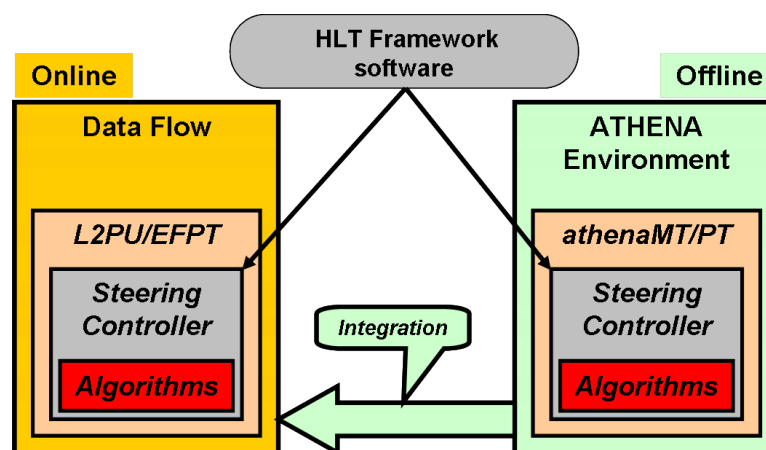 HLT Framework
software
Online
Offline
Data Flow
ATHENA
Environment
L2PU/EFPT
athenaMT/PT
Steering
Controller
Steering
Controller
Integration
Algorithms
Algorithms